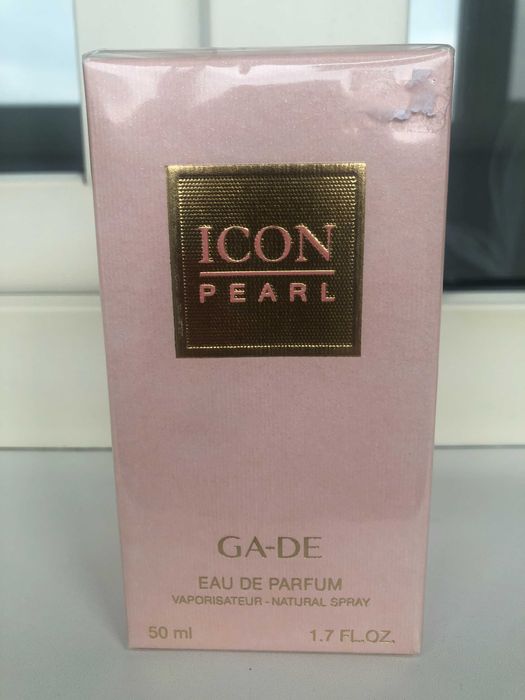 ICON
PEARL
GA-DE
EAU DE PARFUM
VAPORISATEUR - NATURAL SPRAY
50 ml 1.7 FL.OZ.